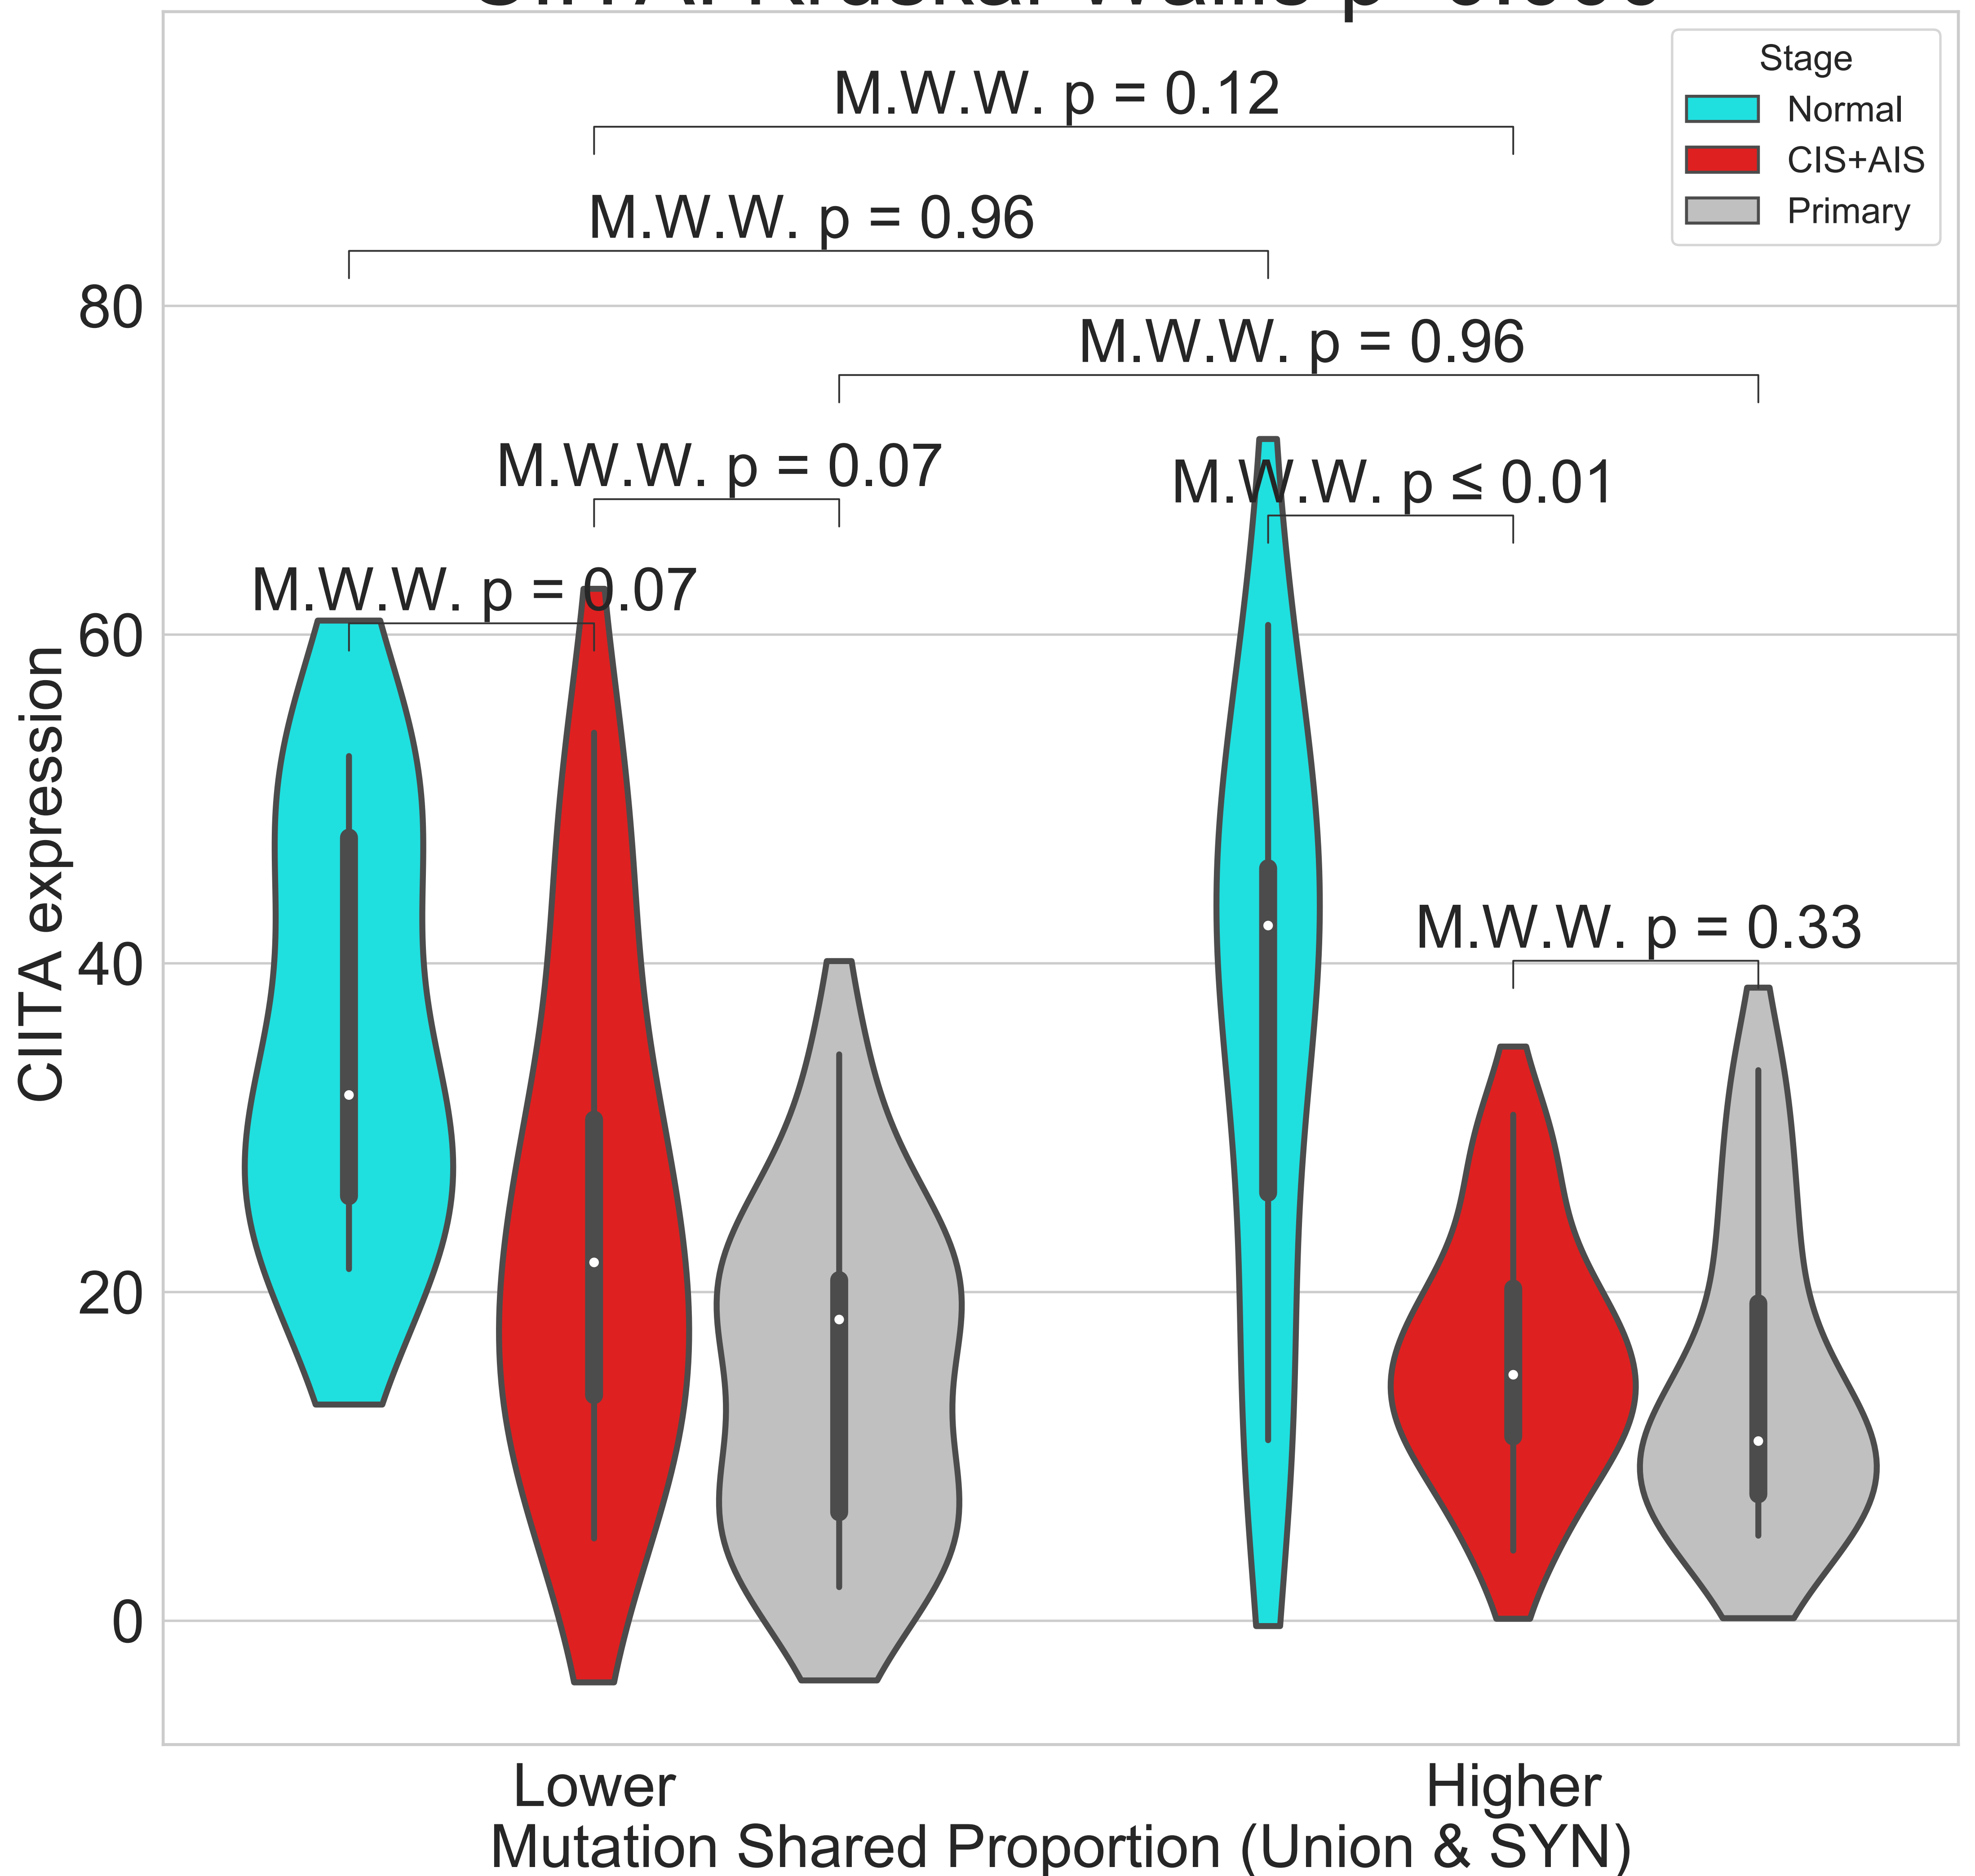 Stage
Normal
CIS+AIS
Primary
M.W.W. p = 0.12
M.W.W. p = 0.96
M.W.W. p = 0.96
M.W.W. p = 0.07
M.W.W. p ≤ 0.01
M.W.W. p = 0.07
M.W.W. p = 0.33
CIITA expression
80
60
40
20
0
Lower
Higher
Mutation Shared Proportion (Union & SYN)